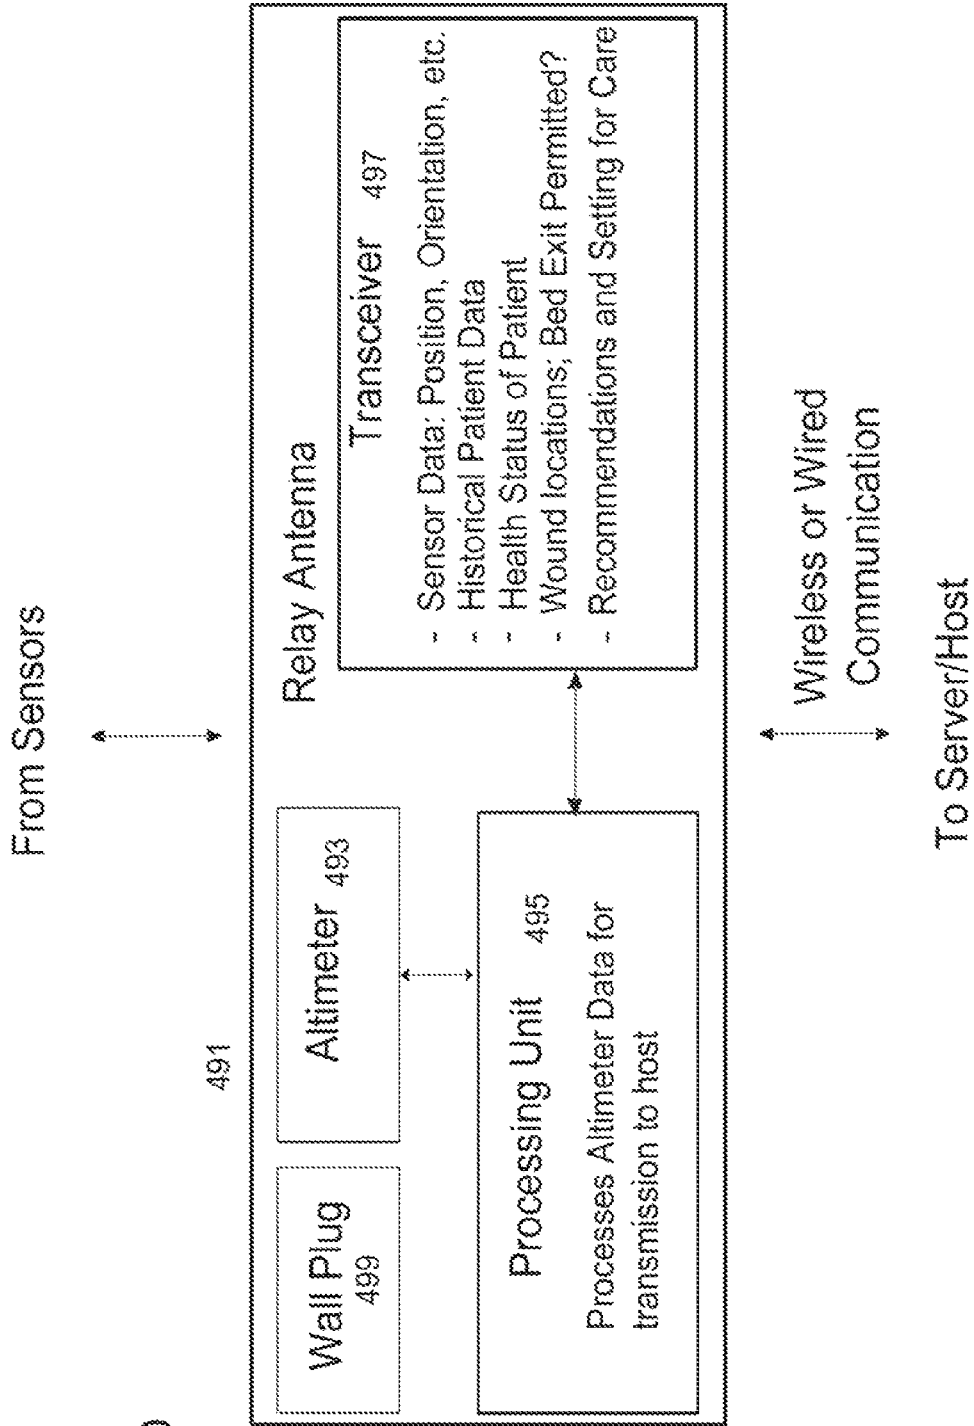 From Sensors
491
Relay Antenna
Wall Plug
499
Altimeter 493
Processing Unit
495
Processes Altimeter Data for
transmission to host
Transceiver 497
- Sensor Data: Position, Orientation, etc.
- Historical Patient Data
- Health Status of Patient
- Wound locations; Bed Exit Permitted?
- Recommendations and Setting for Care
Wireless or Wired
Communication
To Server/Host